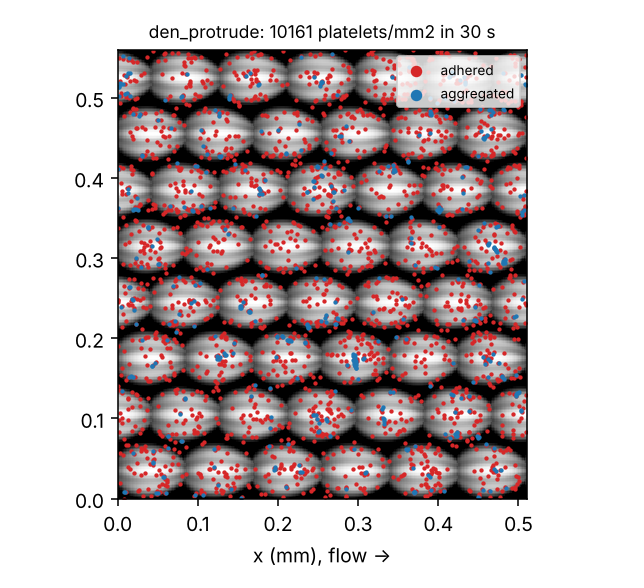 den_protrude: 10161 platelets/mm2 in 30 s
adhered
aggregated
0.5
0.4
0.3
0.2
0.1
0.0
0.0 0.1 0.2 0.3 0.4 0.5
x (mm), flow →